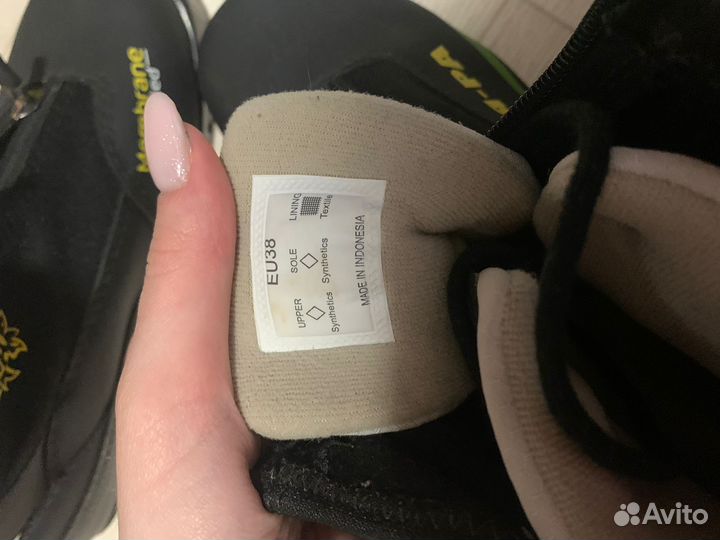 EU38
UPPER SOLE LINING
Synthetics Synthetics Textile
MADE IN INDONESIA
Membrane
Avito